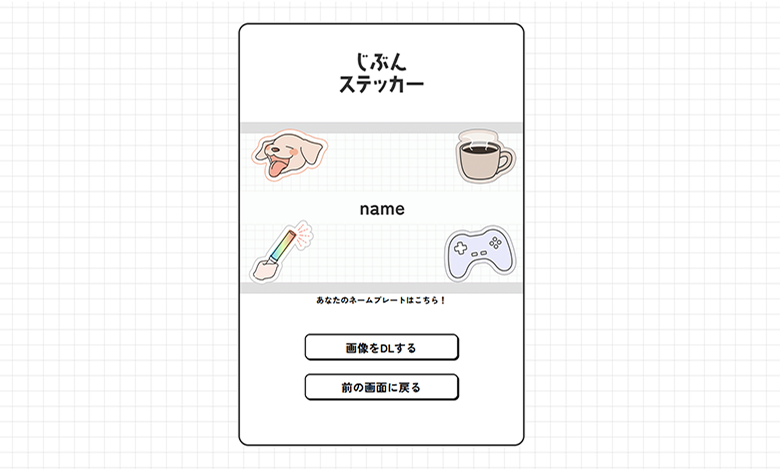 じぶん
ステッカー
name
あなたのネームプレートはこちら！
画像をDLする
前の画面に戻る